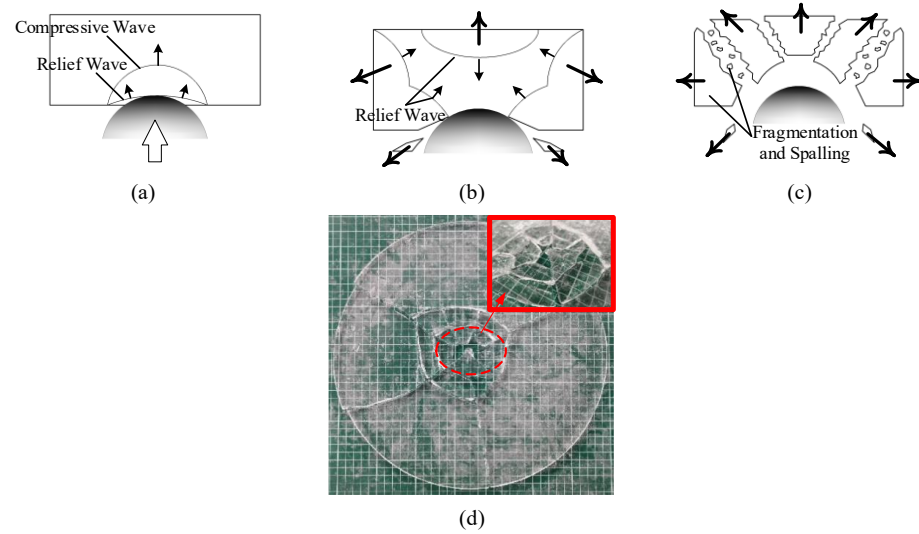 Compressive Wave
Relief Wave
(a)
Relief Wave
(b)
Fragmentation
and Spalling
(c)
(d)